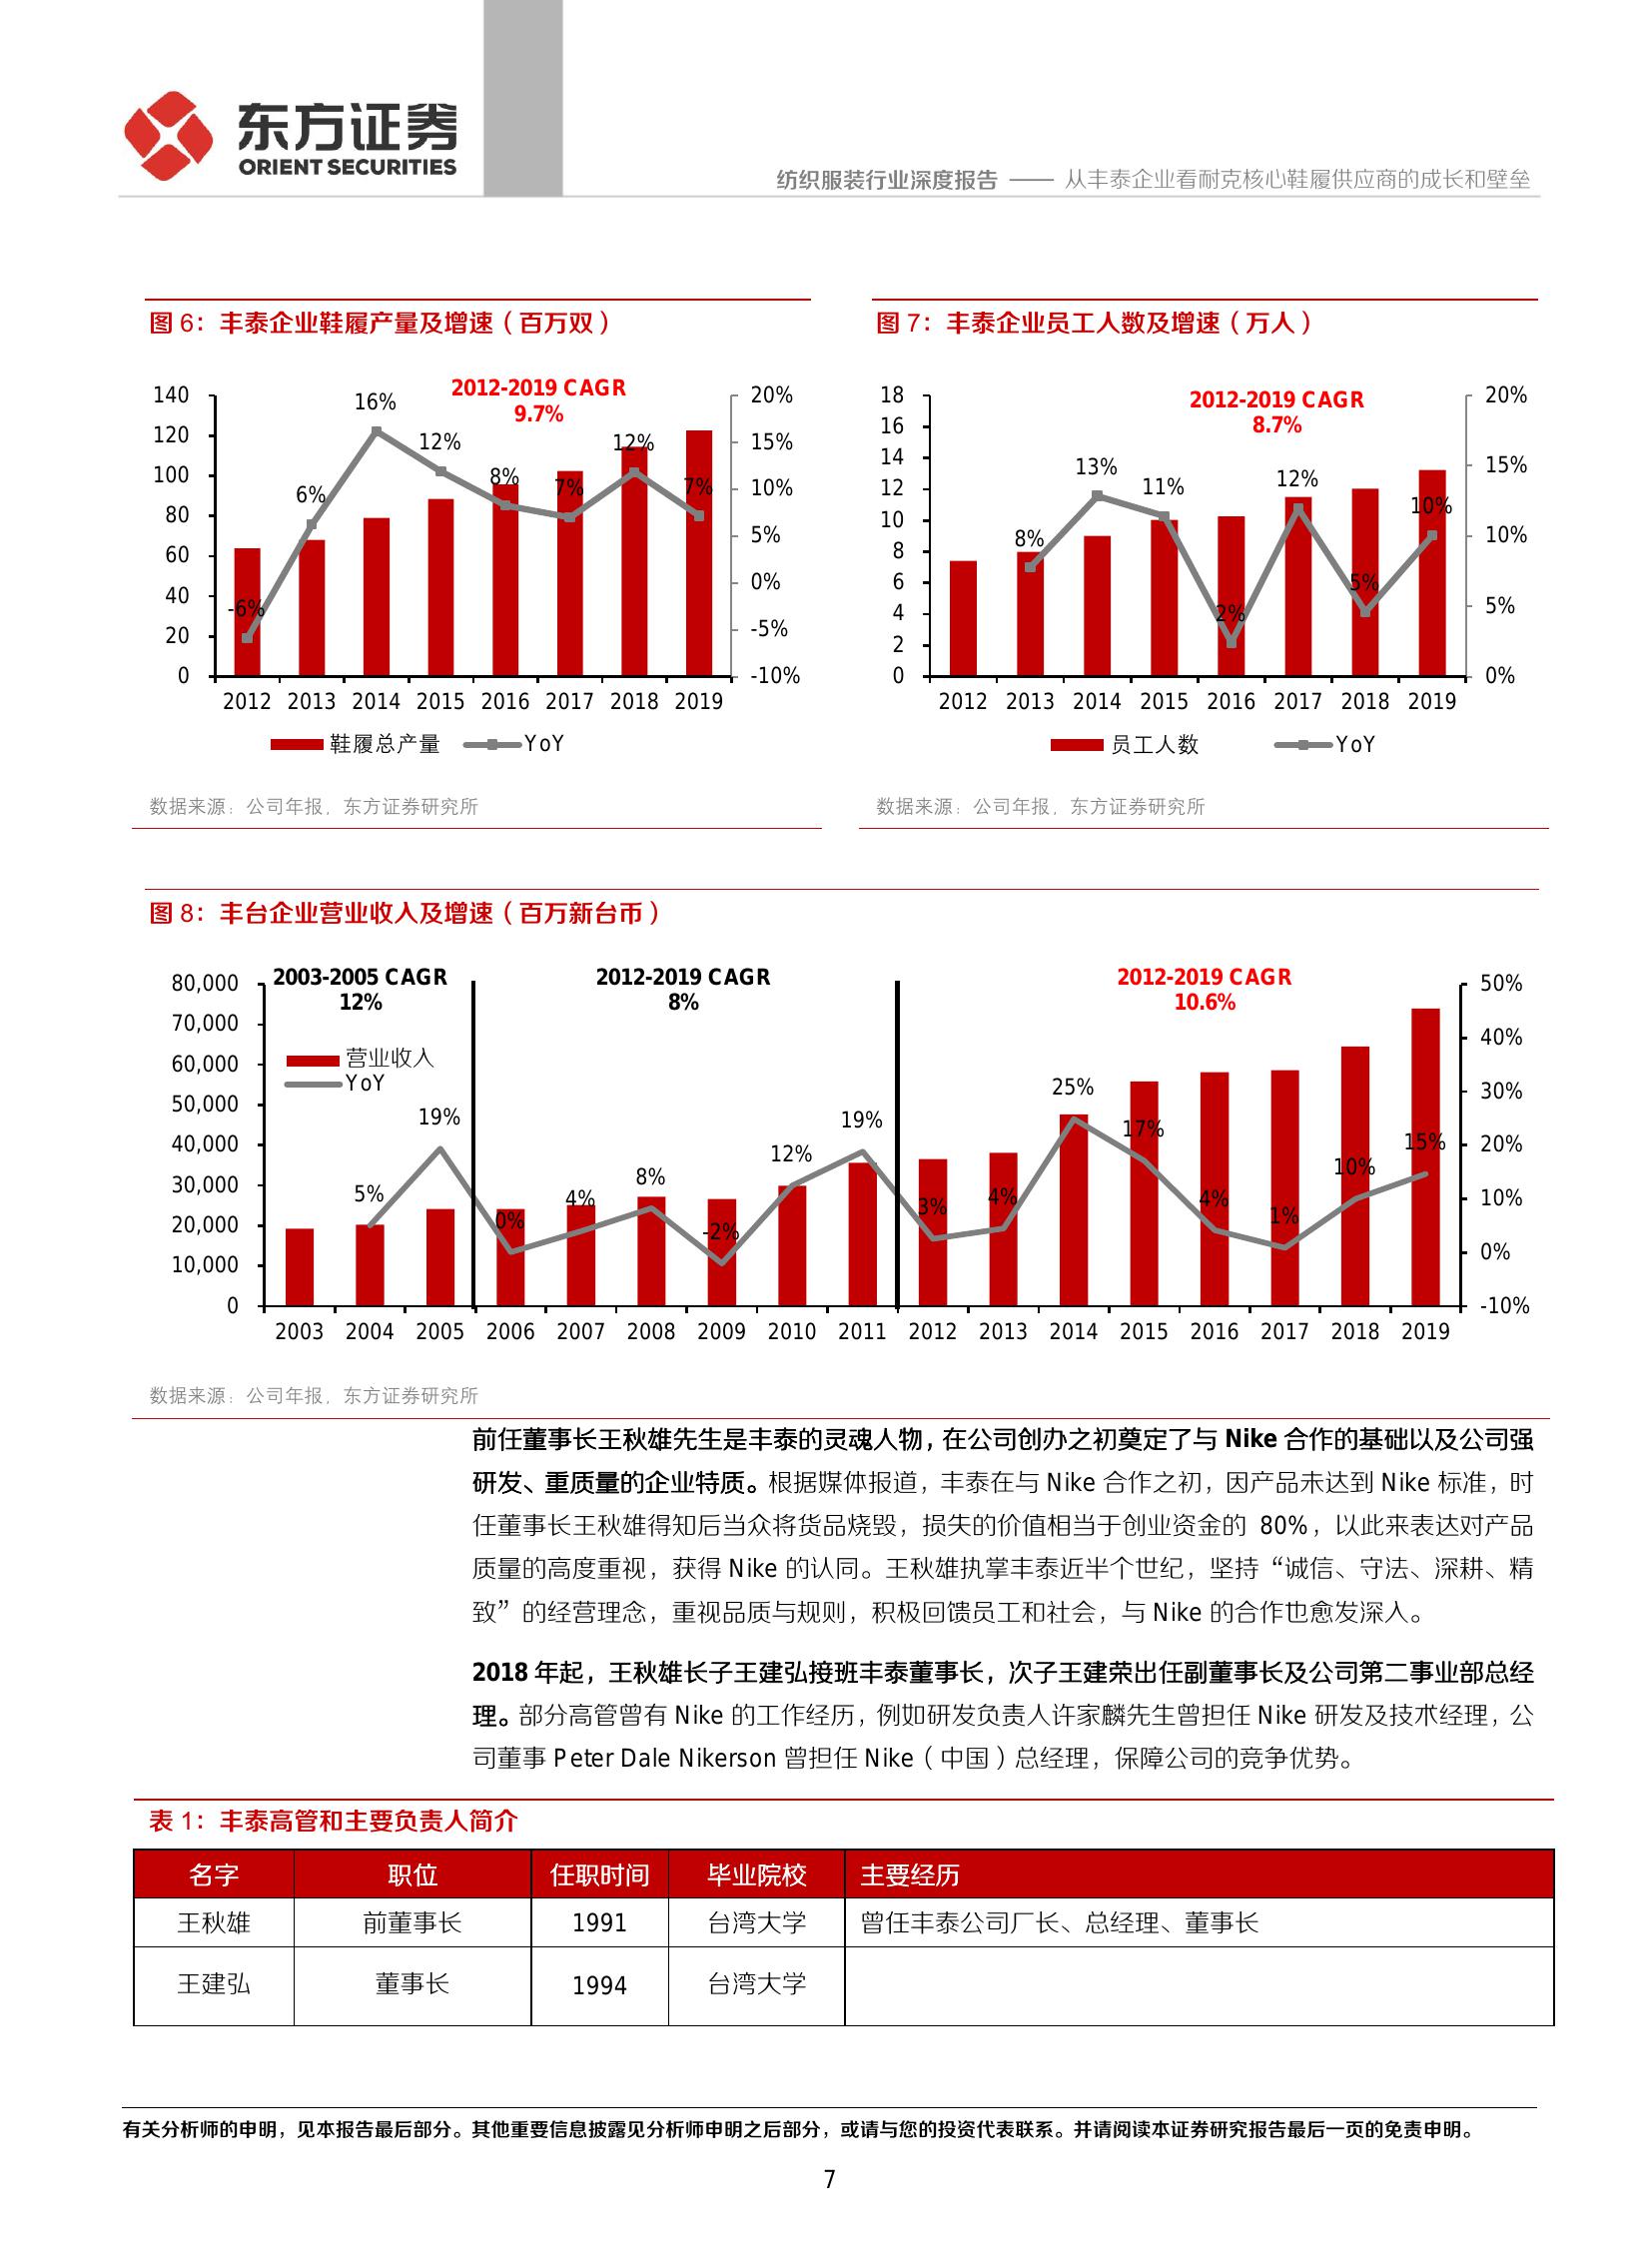 东方证券
ORIENT SECURITIES
纺织服装行业深度报告 —— 从丰泰企业看耐克核心鞋履供应商的成长和壁垒
图 6：丰泰企业鞋履产量及增速（百万双）
2012-2019 CAGR
9.7%
140
120
100
80
60
40
20
0
20%
15%
10%
5%
0%
-5%
-10%
-6%
6%
16%
12%
8%
7%
12%
7%
2012 2013 2014 2015 2016 2017 2018 2019
鞋履总产量 YoY
数据来源：公司年报，东方证券研究所
图 7：丰泰企业员工人数及增速（万人）
2012-2019 CAGR
8.7%
18
16
14
12
10
8
6
4
2
0
20%
15%
10%
5%
0%
8%
13%
11%
2%
12%
5%
10%
2012 2013 2014 2015 2016 2017 2018 2019
员工人数 YoY
数据来源：公司年报，东方证券研究所
图 8：丰台企业营业收入及增速（百万新台币）
2003-2005 CAGR
12%
2012-2019 CAGR
8%
2012-2019 CAGR
10.6%
80,000
70,000
60,000
50,000
40,000
30,000
20,000
10,000
0
50%
40%
30%
20%
10%
0%
-10%
营业收入
YoY
5%
19%
0%
4%
8%
-2%
12%
19%
3%
4%
25%
17%
4%
1%
10%
15%
2003 2004 2005 2006 2007 2008 2009 2010 2011 2012 2013 2014 2015 2016 2017 2018 2019
数据来源：公司年报，东方证券研究所
前任董事长王秋雄先生是丰泰的灵魂人物，在公司创办之初奠定了与 Nike 合作的基础以及公司强
研发、重质量的企业特质。根据媒体报道，丰泰在与 Nike 合作之初，因产品未达到 Nike 标准，时
任董事长王秋雄得知后当众将货品烧毁，损失的价值相当于创业资金的 80%，以此来表达对产品
质量的高度重视，获得 Nike 的认同。王秋雄执掌丰泰近半个世纪，坚持“诚信、守法、深耕、精
致”的经营理念，重视品质与规则，积极回馈员工和社会，与 Nike 的合作也愈发深入。
2018 年起，王秋雄长子王建弘接班丰泰董事长，次子王建荣出任副董事长及公司第二事业部总经
理。部分高管曾有 Nike 的工作经历，例如研发负责人许家麟先生曾担任 Nike 研发及技术经理，公
司董事 Peter Dale Nikerson 曾担任 Nike（中国）总经理，保障公司的竞争优势。
表 1：丰泰高管和主要负责人简介
名字 职位 任职时间 毕业院校 主要经历
王秋雄 前董事长 1991 台湾大学 曾任丰泰公司厂长、总经理、董事长
王建弘 董事长 1994 台湾大学
有关分析师的申明，见本报告最后部分。其他重要信息披露见分析师申明之后部分，或请与您的投资代表联系。并请阅读本证券研究报告最后一页的免责申明。
7